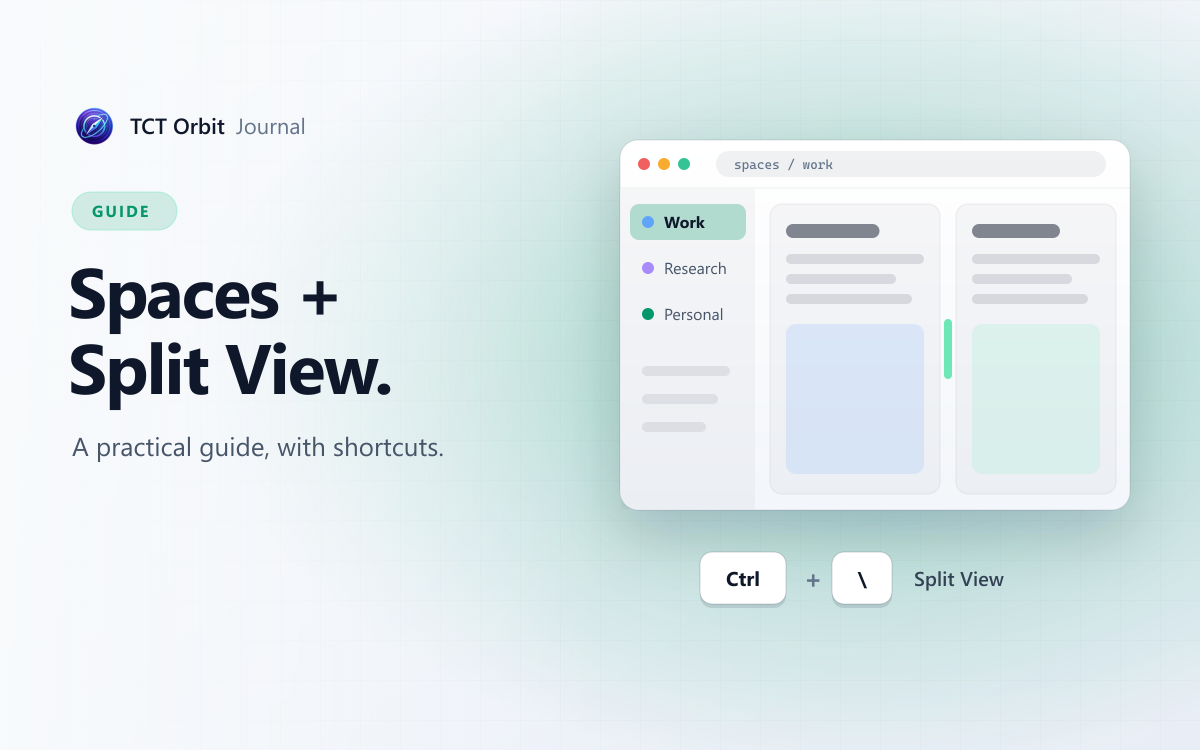 TCT Orbit Journal
GUIDE
Spaces +
Split View.
A practical guide, with shortcuts.
spaces / work
Work
Research
Personal
Ctrl + \ Split View